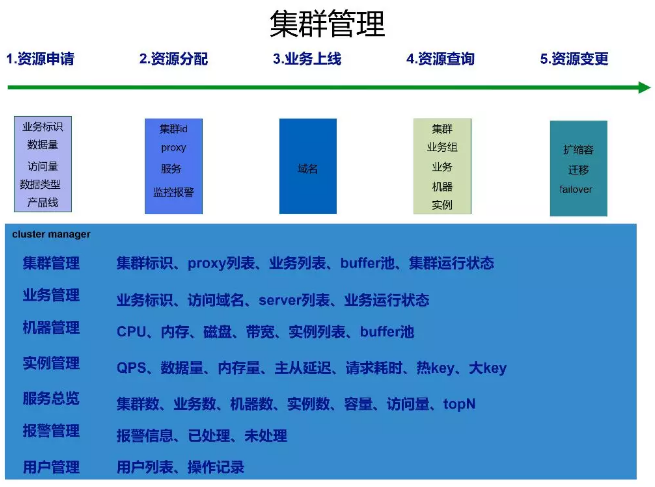 集群管理
1.资源申请 2.资源分配 3.业务上线 4.资源查询 5.资源变更
业务标识
数据量
访问量
数据类型
产品线
集群id
proxy
服务
监控报警
域名
集群
业务组
业务
机器
实例
扩缩容
迁移
failover
cluster manager
集群管理 集群标识、proxy列表、业务列表、buffer池、集群运行状态
业务管理 业务标识、访问域名、server列表、业务运行状态
机器管理 CPU、内存、磁盘、带宽、实例列表、buffer池
实例管理 QPS、数据量、内存量、主从延迟、请求耗时、热key、大key
服务总览 集群数、业务数、机器数、实例数、容量、访问量、topN
报警管理 报警信息、已处理、未处理
用户管理 用户列表、操作记录